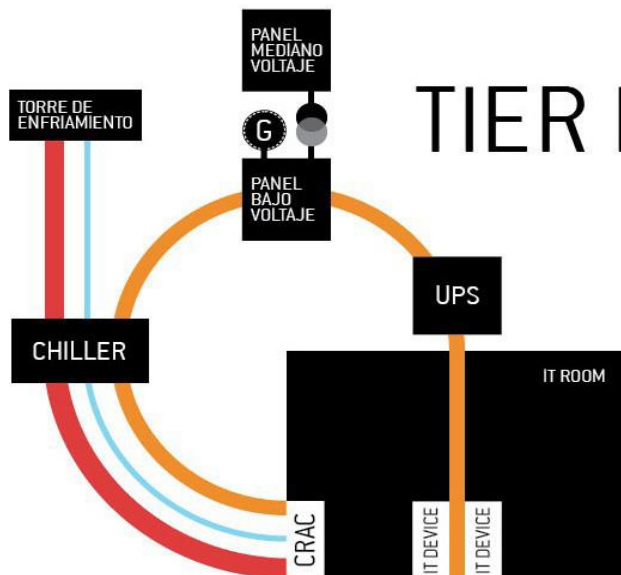 PANEL
MEDIANO
VOLTAJE
TORRE DE
ENFRIAMIENTO
G
TIER I
PANEL
BAJO
VOLTAJE
UPS
CHILLER
IT ROOM
CRAC
IT DEVICE
IT DEVICE